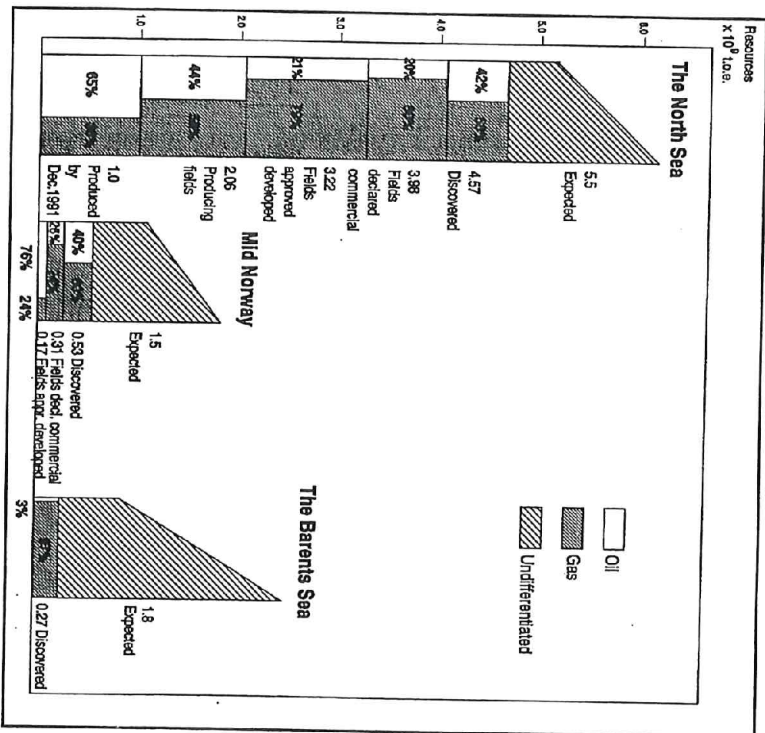 Resources
x 10⁹ t.o.e.
6.0
5.0
4.0
3.0
2.0
1.0
The North Sea
5.5
Expected
4.57
Discovered
3.98
Fields
declared
commercial
3.22
Fields
approved
developed
2.06
Producing
fields
1.0
Produced
by
Dec.1991
42%
20%
80%
21%
44%
65%
Mid Norway
1.5
Expected
0.53 Discovered
0.31 Fields decl. commercial
0.17 Fields appr. developed
40%
76%
24%
The Barents Sea
1.8
Expected
0.27 Discovered
97%
3%
Oil
Gas
Undifferentiated